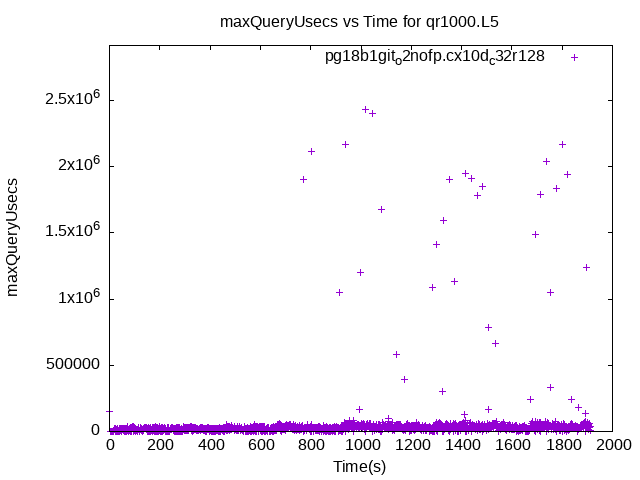 maxQueryUsecs vs Time for qr1000.L5
pg18b1git_o2nofp.cx10d_c32r128
2.5x10^6
2x10^6
1.5x10^6
1x10^6
500000
0
maxQueryUsecs
0 200 400 600 800 1000 1200 1400 1600 1800 2000
Time(s)